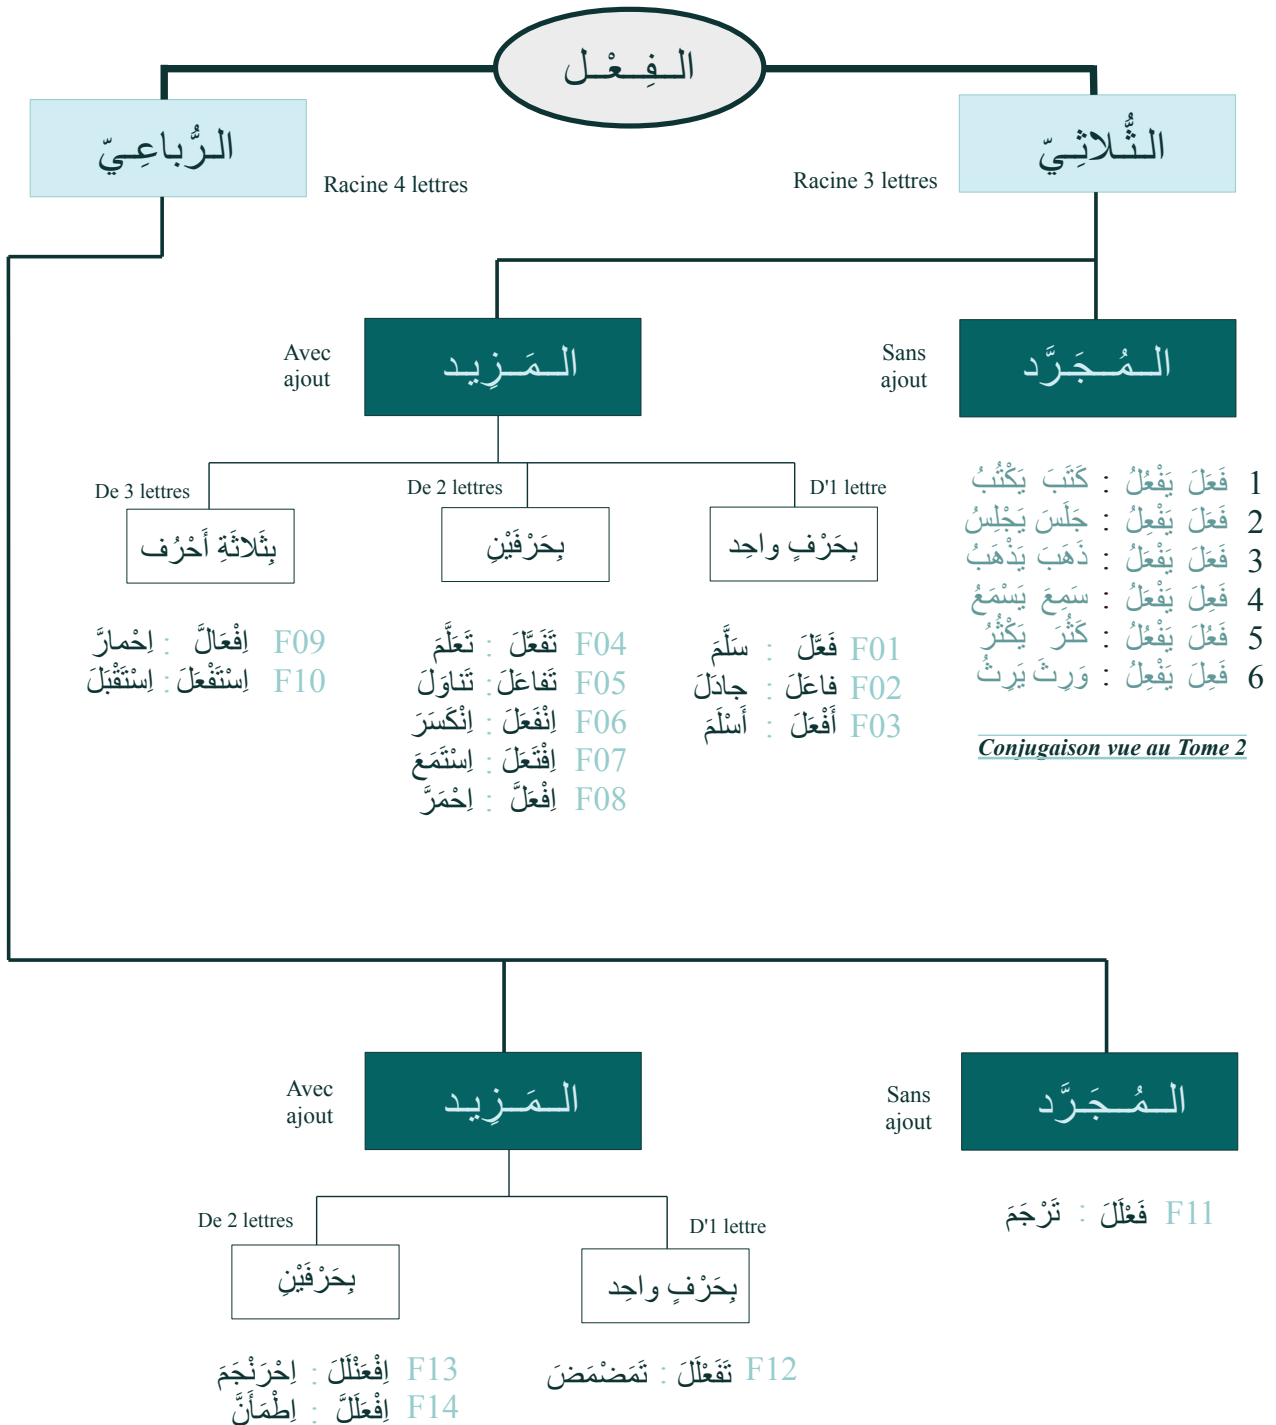 الـفِـعْـل
الـثُّـلاثِـيّ
Racine 3 lettres
الـرُّباعِـيّ
Racine 4 lettres
الـمُـجَـرَّد
Sans
ajout
1 فَعَلَ يَفْعُلُ : كَتَبَ يَكْتُبُ
2 فَعَلَ يَفْعِلُ : جَلَسَ يَجْلِسُ
3 فَعَلَ يَفْعَلُ : ذَهَبَ يَذْهَبُ
4 فَعِلَ يَفْعَلُ : سَمِعَ يَسْمَعُ
5 فَعُلَ يَفْعُلُ : كَثُرَ يَكْثُرُ
6 فَعِلَ يَفْعِلُ : وَرِثَ يَرِثُ
Conjugaison vue au Tome 2
الـمَـزِيـد
Avec
ajout
D'1 lettre
بِحَرْفٍ واحِد
F01 فَعَّلَ : سَلَّمَ
F02 فاعَلَ : جادَلَ
F03 أَفْعَلَ : أَسْلَمَ
De 2 lettres
بِحَرْفَيْنِ
F04 تَفَعَّلَ : تَعَلَّمَ
F05 تَفاعَلَ : تَناوَلَ
F06 اِنْفَعَلَ : اِنْكَسَرَ
F07 اِفْتَعَلَ : اِسْتَمَعَ
F08 اِفْعَلَّ : اِحْمَرَّ
De 3 lettres
بِثَلاثَةِ أَحْرُف
F09 اِفْعَالَّ : اِحْمارَّ
F10 اِسْتَفْعَلَ : اِسْتَقْبَلَ
الـمُـجَـرَّد
Sans
ajout
F11 فَعْلَلَ : تَرْجَمَ
الـمَـزِيـد
Avec
ajout
D'1 lettre
بِحَرْفٍ واحِد
F12 تَفَعْلَلَ : تَمَضْمَضَ
De 2 lettres
بِحَرْفَيْنِ
F13 اِفْعَنْلَلَ : اِحْرَنْجَمَ
F14 اِفْعَلَلَّ : اِطْمَأَنَّ